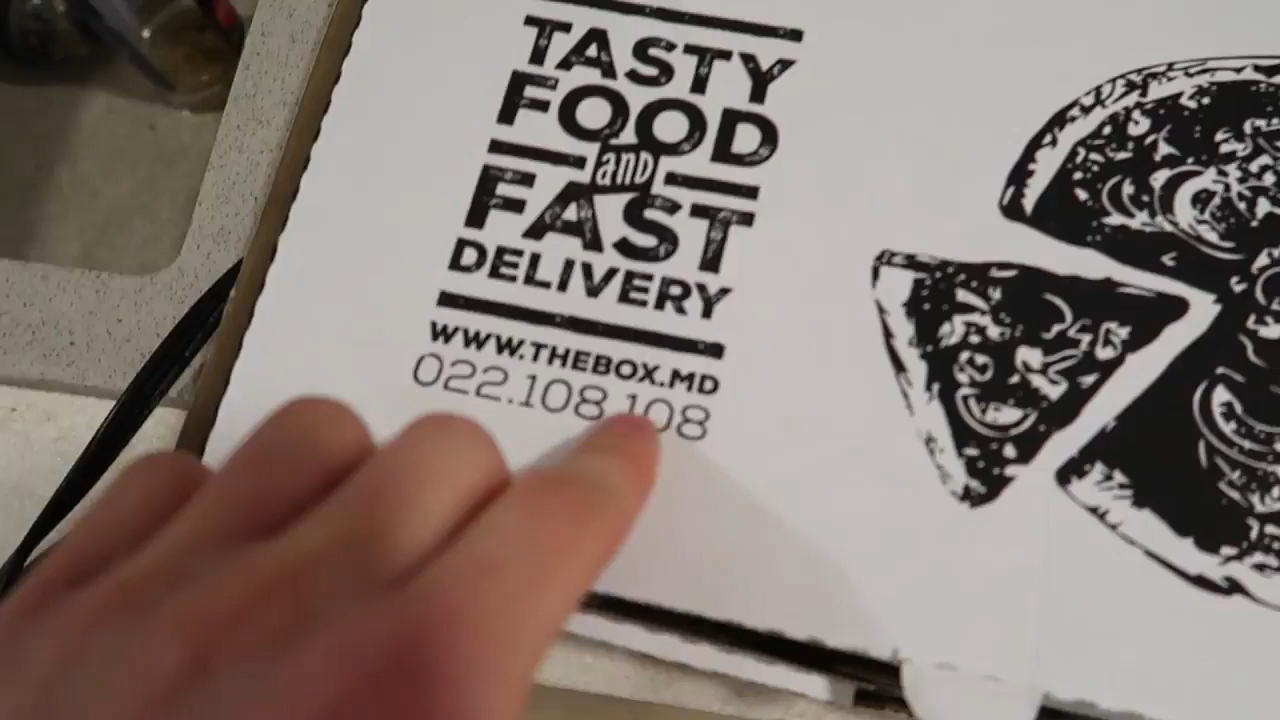 TASTY
FOOD
and
FAST
DELIVERY
WWW.THEBOX.MD
022.108.108